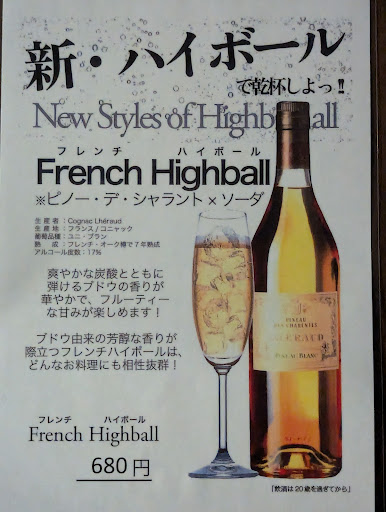 新・ハイボール
で乾杯しよっ!!
New Styles of Highball
フレンチ ハイボール
French Highball
※ピノー・デ・シャラント×ソーダ
生産者：Cognac Lhéraud
生産地：フランス／コニャック
葡萄品種：ユニ・ブラン
熟成：フレンチ・オーク樽で7年熟成
アルコール度数：17%
爽やかな炭酸とともに
弾けるブドウの香りが
華やかで、フルーティー
な甘みが楽しめます！
ブドウ由来の芳醇な香りが
際立つフレンチハイボールは、
どんなお料理にも相性抜群！
フレンチ ハイボール
French Highball
680円
PINEAU
DES CHARENTES
LHERAUD
PINEAU BLANC
「飲酒は20歳を過ぎてから」